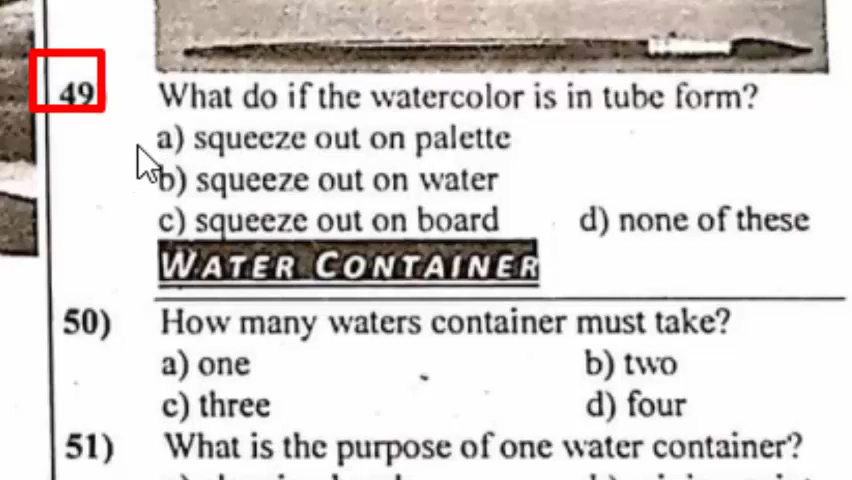 49 What do if the watercolor is in tube form?
a) squeeze out on palette
b) squeeze out on water
c) squeeze out on board d) none of these
WATER CONTAINER
50) How many waters container must take?
a) one b) two
c) three d) four
51) What is the purpose of one water container?